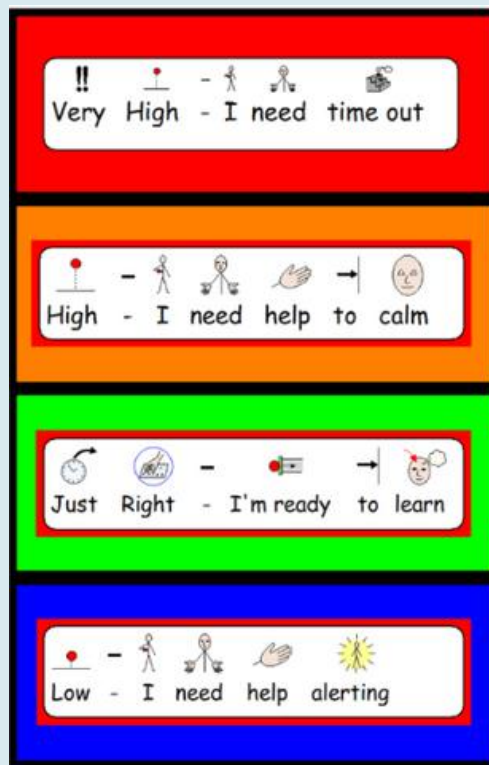 !!
Very High - I need time out
High - I need help to calm
Just Right - I'm ready to learn
Low - I need help alerting